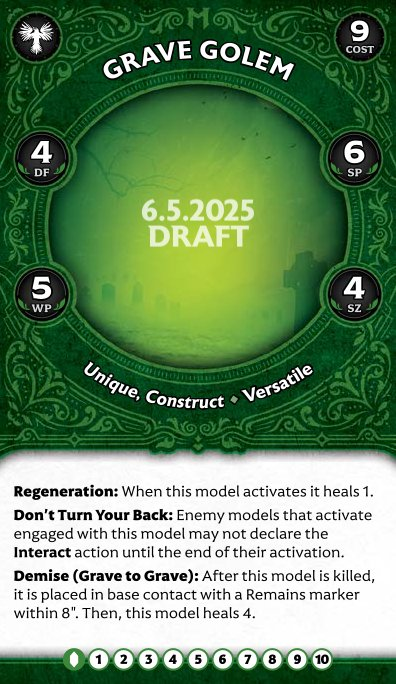 GRAVE GOLEM
9
COST
4
DF
6
SP
6.5.2025
DRAFT
5
WP
4
SZ
Unique, Construct • Versatile
Regeneration: When this model activates it heals 1.
Don't Turn Your Back: Enemy models that activate
engaged with this model may not declare the
Interact action until the end of their activation.
Demise (Grave to Grave): After this model is killed,
it is placed in base contact with a Remains marker
within 8". Then, this model heals 4.
1 2 3 4 5 6 7 8 9 10